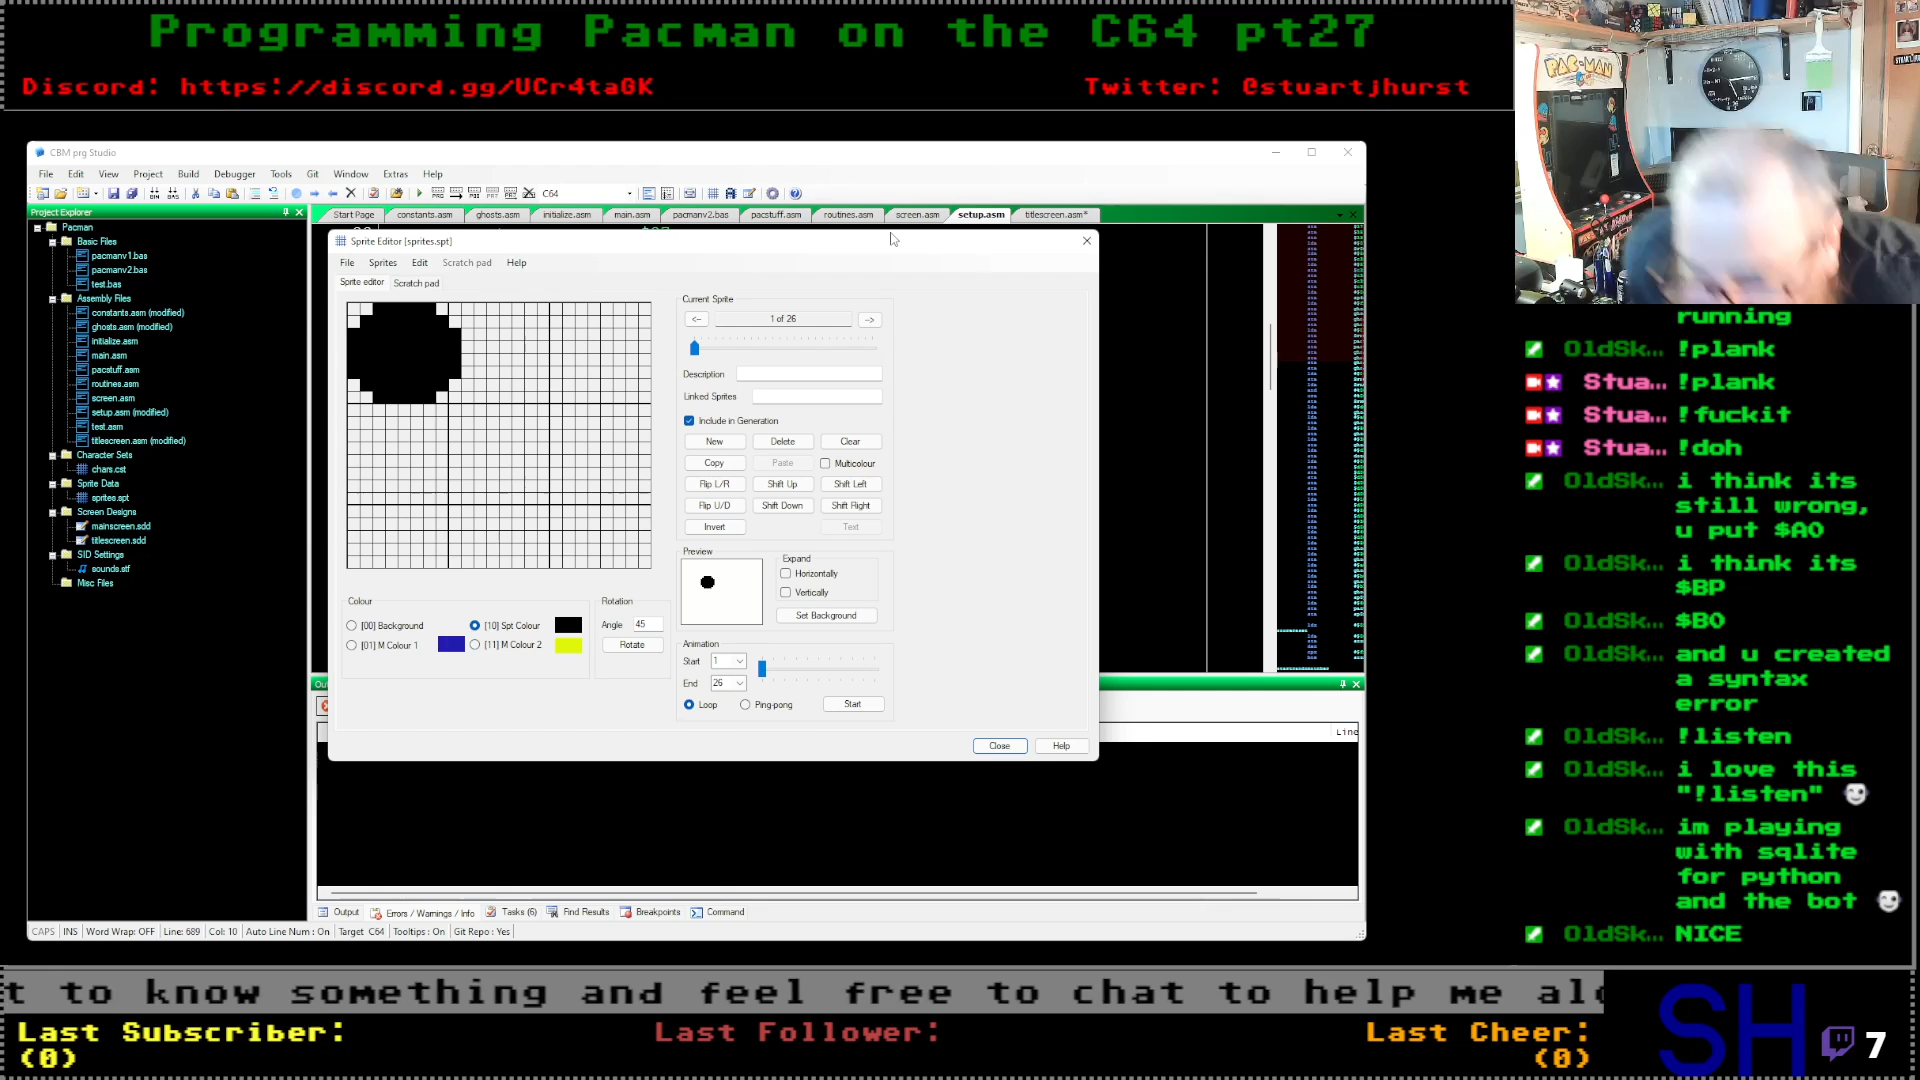 Programming Pacman on the C64 pt27
Discord: https://discord.gg/UCr4taGK
Twitter: @stuartjhurst
PAC-MAN
CBM prg Studio
File Edit View Project Build Debugger Tools Git Window Extras Help
C64
Project Explorer
Start Page constants.asm ghosts.asm initialize.asm main.asm pacmanv2.bas pacstuff.asm routines.asm screen.asm setup.asm titlescreen.asm*
Pacman
Basic Files
pacmanv1.bas
pacmanv2.bas
test.bas
Assembly Files
constants.asm (modified)
ghosts.asm (modified)
initialize.asm
main.asm
pacstuff.asm
routines.asm
screen.asm
setup.asm (modified)
test.asm
titlescreen.asm (modified)
Character Sets
chars.cst
Sprite Data
sprites.spt
Screen Designs
mainscreen.sdd
titlescreen.sdd
SID Settings
sounds.stf
Misc Files
Sprite Editor [sprites.spt]
File Sprites Edit Scratch pad Help
Sprite editor Scratch pad
Current Sprite
<-- 1 of 26 -->
Description
Linked Sprites
Include in Generation
New Delete Clear
Copy Paste Multicolour
Flip L/R Shift Up Shift Left
Flip U/D Shift Down Shift Right
Invert Text
Preview
Expand
Horizontally
Vertically
Set Background
Colour
[00] Background [10] Spt Colour
[01] M Colour 1 [11] M Colour 2
Rotation
Angle 45
Rotate
Animation
Start 1
End 26
Loop Ping-pong Start
Close Help
Line
Output Errors / Warnings / Info Tasks (6) Find Results Breakpoints Command
CAPS INS Word Wrap: OFF Line: 689 Col: 10 Auto Line Num : On Target C64 Tooltips : On Git Repo : Yes
running
OldSk... !plank
Stua... !plank
Stua... !fuckit
Stua... !doh
OldSk... i think its
still wrong,
u put $A0
OldSk... i think its
$BP
OldSk... $B0
OldSk... and u created
a syntax
error
OldSk... !listen
OldSk... i love this
"!listen"
OldSk... im playing
with sqlite
for python
and the bot
OldSk... NICE
t to know something and feel free to chat to help me alo
Last Subscriber:
(0)
Last Follower:
Last Cheer:
(0)
SH
7